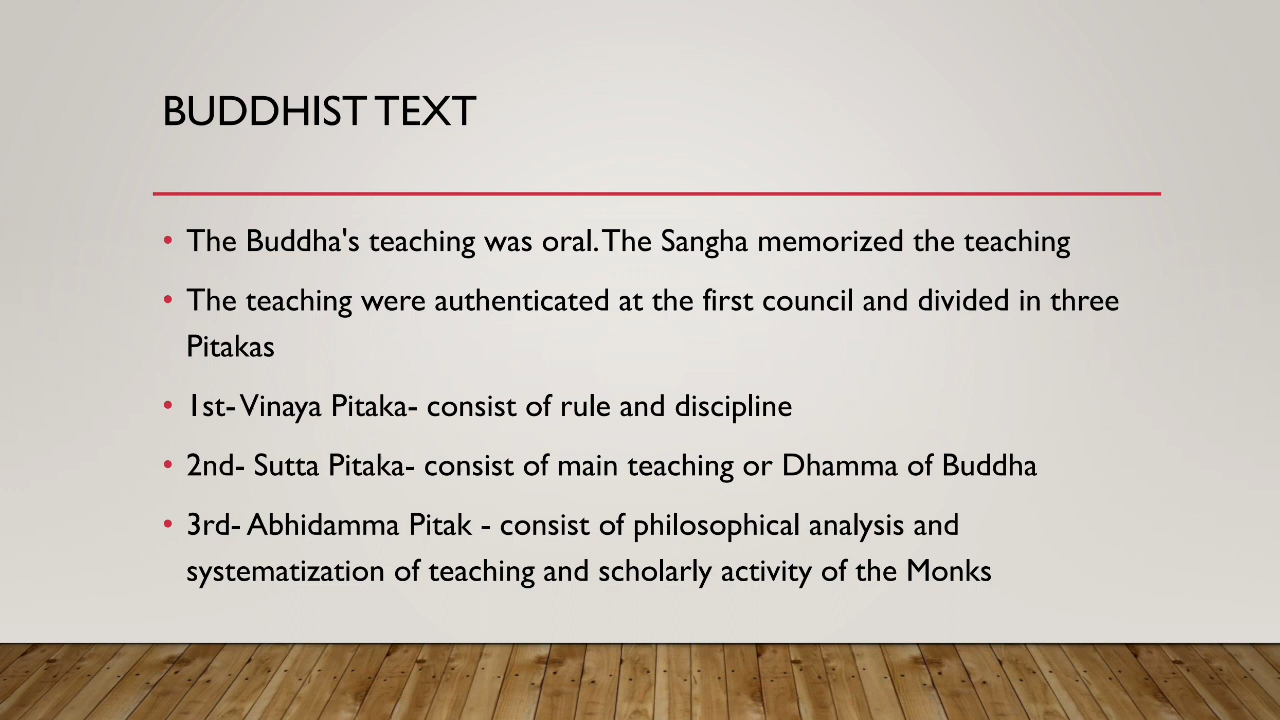 BUDDHIST TEXT
• The Buddha's teaching was oral. The Sangha memorized the teaching
• The teaching were authenticated at the first council and divided in three
Pitakas
• 1st- Vinaya Pitaka- consist of rule and discipline
• 2nd- Sutta Pitaka- consist of main teaching or Dhamma of Buddha
• 3rd- Abhidamma Pitak - consist of philosophical analysis and
systematization of teaching and scholarly activity of the Monks